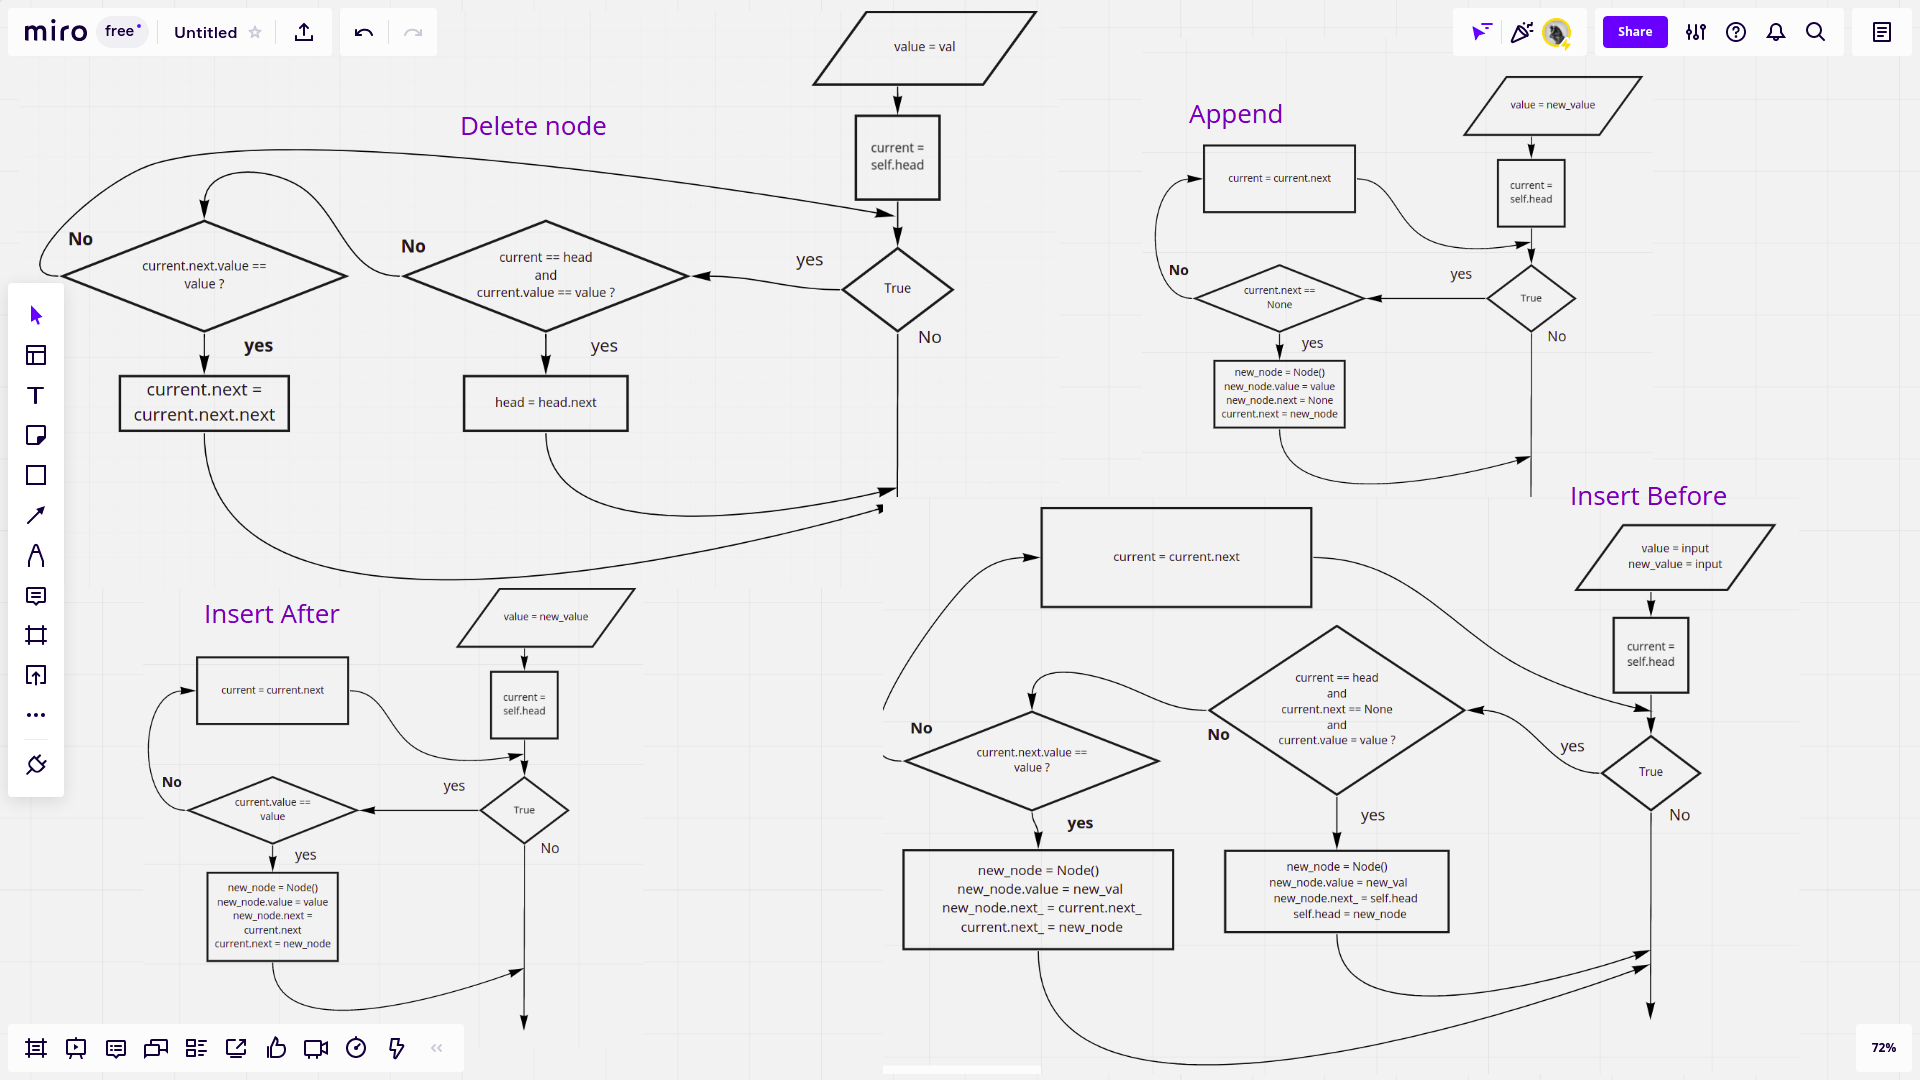 miro
free
Untitled
Share
Delete node
value = val
current =
self.head
True
yes
No
current == head
and
current.value == value ?
No
yes
head = head.next
current.next.value ==
value ?
No
yes
current.next =
current.next.next
Append
value = new_value
current =
self.head
current = current.next
True
yes
No
current.next ==
None
No
yes
new_node = Node()
new_node.value = value
new_node.next = None
current.next = new_node
Insert After
value = new_value
current =
self.head
current = current.next
True
yes
No
current.value ==
value
No
yes
new_node = Node()
new_node.value = value
new_node.next =
current.next
current.next = new_node
Insert Before
value = input
new_value = input
current =
self.head
current = current.next
True
yes
No
current == head
and
current.next == None
and
current.value = value ?
No
yes
new_node = Node()
new_node.value = new_val
new_node.next_ = self.head
self.head = new_node
current.next.value ==
value ?
No
yes
new_node = Node()
new_node.value = new_val
new_node.next_ = current.next_
current.next_ = new_node
72%